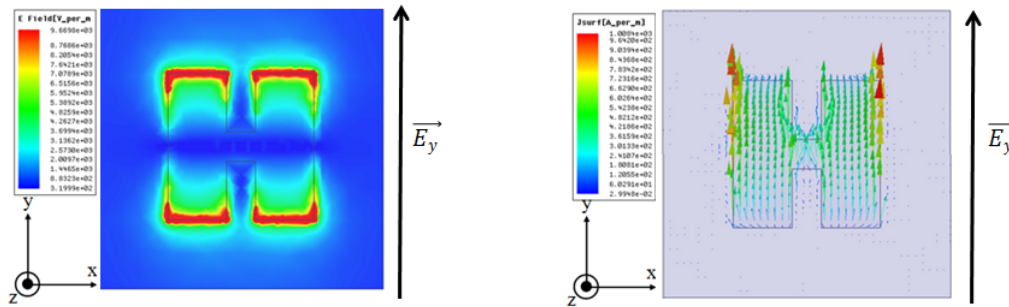 E Field[V_per_m
9.6698e+03
8.7686e+03
8.2054e+03
7.6421e+03
7.0789e+03
6.5156e+03
5.9524e+03
5.3892e+03
4.8259e+03
4.2627e+03
3.6994e+03
3.1362e+03
2.5730e+03
2.0097e+03
1.4465e+03
8.8323e+02
3.1999e+02
y
x
z
E_y
Jsurf[A_per_m]
1.0084e+03
9.6420e+02
9.0394e+02
8.4368e+02
7.8342e+02
7.2316e+02
6.6290e+02
6.0264e+02
5.4238e+02
4.8212e+02
4.2186e+02
3.6159e+02
3.0133e+02
2.4107e+02
1.8081e+02
1.2055e+02
6.0291e+01
2.9948e-02
y
x
z
E_y